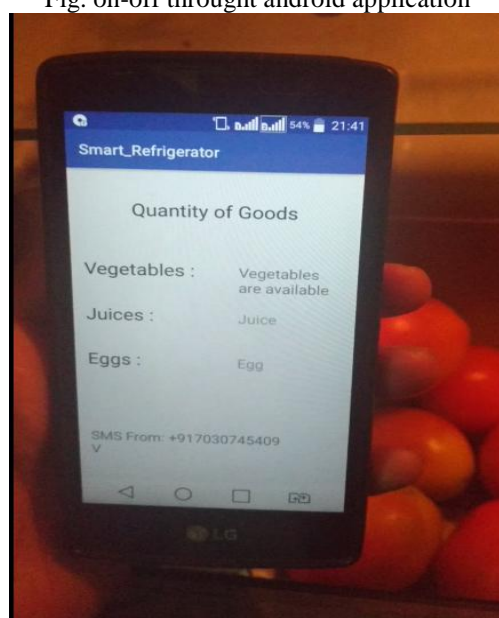 Fig. on-off throught android application
54% 21:41
Smart_Refrigerator
Quantity of Goods
Vegetables : Vegetables
are available
Juices : Juice
Eggs : Egg
SMS From: +917030745409
V
LG